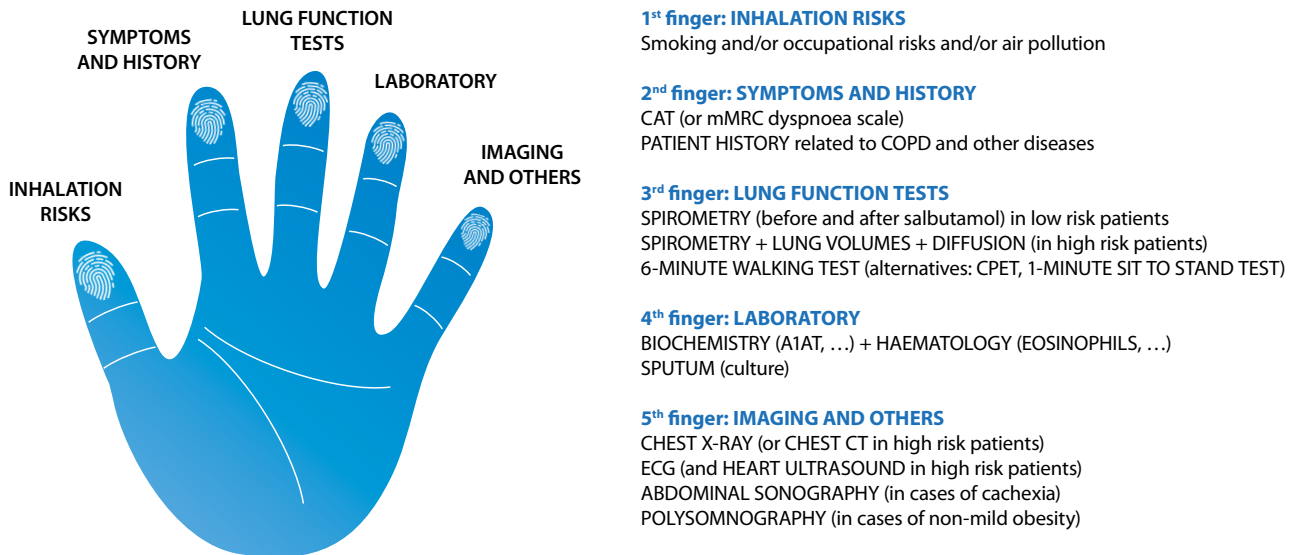 SYMPTOMS
AND HISTORY
LUNG FUNCTION
TESTS
LABORATORY
IMAGING
AND OTHERS
INHALATION
RISKS
1st finger: INHALATION RISKS
Smoking and/or occupational risks and/or air pollution
2nd finger: SYMPTOMS AND HISTORY
CAT (or mMRC dyspnoea scale)
PATIENT HISTORY related to COPD and other diseases
3rd finger: LUNG FUNCTION TESTS
SPIROMETRY (before and after salbutamol) in low risk patients
SPIROMETRY + LUNG VOLUMES + DIFFUSION (in high risk patients)
6-MINUTE WALKING TEST (alternatives: CPET, 1-MINUTE SIT TO STAND TEST)
4th finger: LABORATORY
BIOCHEMISTRY (A1AT, …) + HAEMATOLOGY (EOSINOPHILS, …)
SPUTUM (culture)
5th finger: IMAGING AND OTHERS
CHEST X-RAY (or CHEST CT in high risk patients)
ECG (and HEART ULTRASOUND in high risk patients)
ABDOMINAL SONOGRAPHY (in cases of cachexia)
POLYSOMNOGRAPHY (in cases of non-mild obesity)